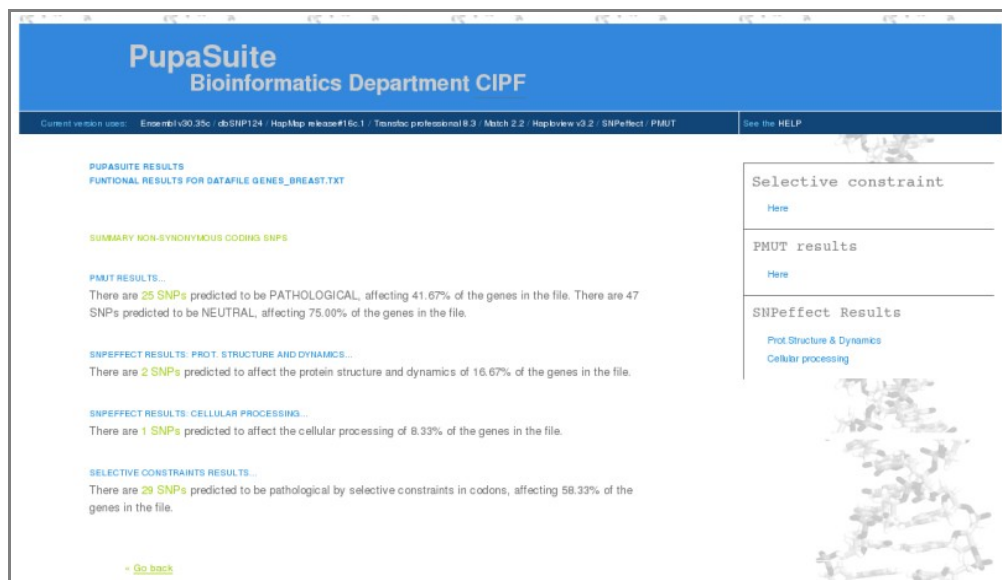 PupaSuite
Bioinformatics Department CIPF
Current version uses: Ensembl v30.35c / dbSNP124 / HapMap release#16c.1 / Transfac professional 8.3 / Match 2.2 / Haploview v3.2 / SNPeffect / PMUT
See the HELP
PUPASUITE RESULTS
FUNTIONAL RESULTS FOR DATAFILE GENES_BREAST.TXT
SUMMARY NON-SYNONYMOUS CODING SNPS
PMUT RESULTS...
There are 25 SNPs predicted to be PATHOLOGICAL, affecting 41.67% of the genes in the file. There are 47
SNPs predicted to be NEUTRAL, affecting 75.00% of the genes in the file.
SNPEFFECT RESULTS: PROT. STRUCTURE AND DYNAMICS...
There are 2 SNPs predicted to affect the protein structure and dynamics of 16.67% of the genes in the file.
SNPEFFECT RESULTS: CELLULAR PROCESSING...
There are 1 SNPs predicted to affect the cellular processing of 8.33% of the genes in the file.
SELECTIVE CONSTRAINTS RESULTS...
There are 29 SNPs predicted to be pathological by selective constraints in codons, affecting 58.33% of the
genes in the file.
« Go back
Selective constraint
Here
PMUT results
Here
SNPeffect Results
Prot.Structure & Dynamics
Cellular processing